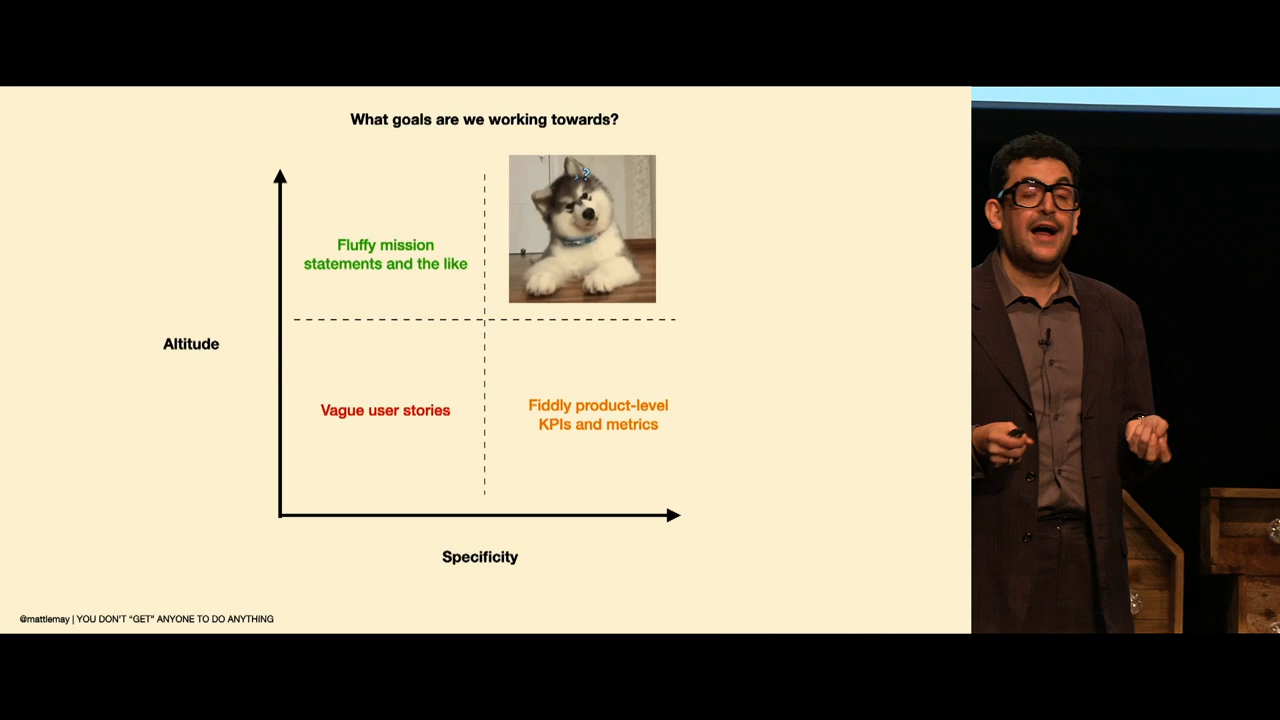 What goals are we working towards?
?
Fluffy mission
statements and the like
Altitude
Vague user stories
Fiddly product-level
KPIs and metrics
Specificity
@mattlemay | YOU DON'T “GET” ANYONE TO DO ANYTHING